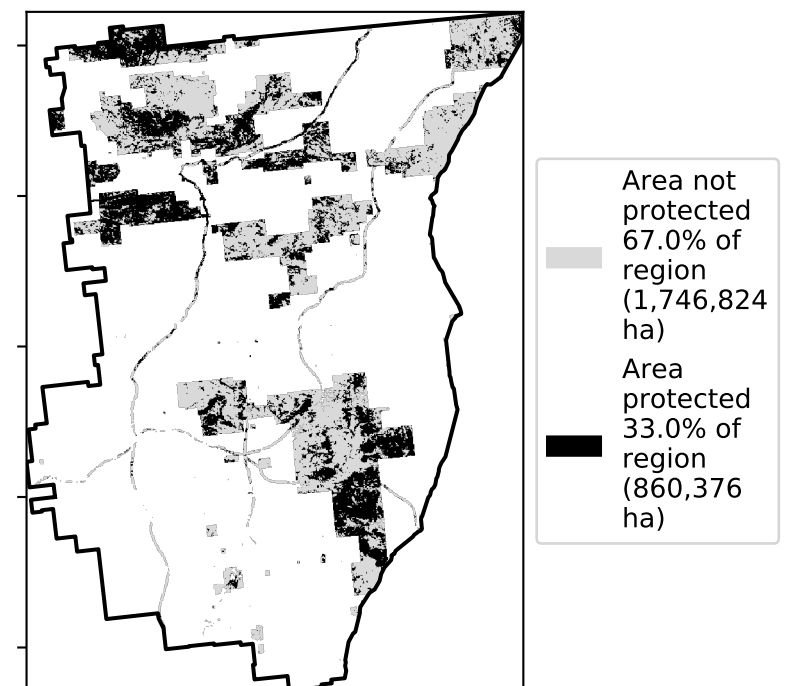 Area not
protected
67.0% of
region
(1,746,824
ha)
Area
protected
33.0% of
region
(860,376
ha)